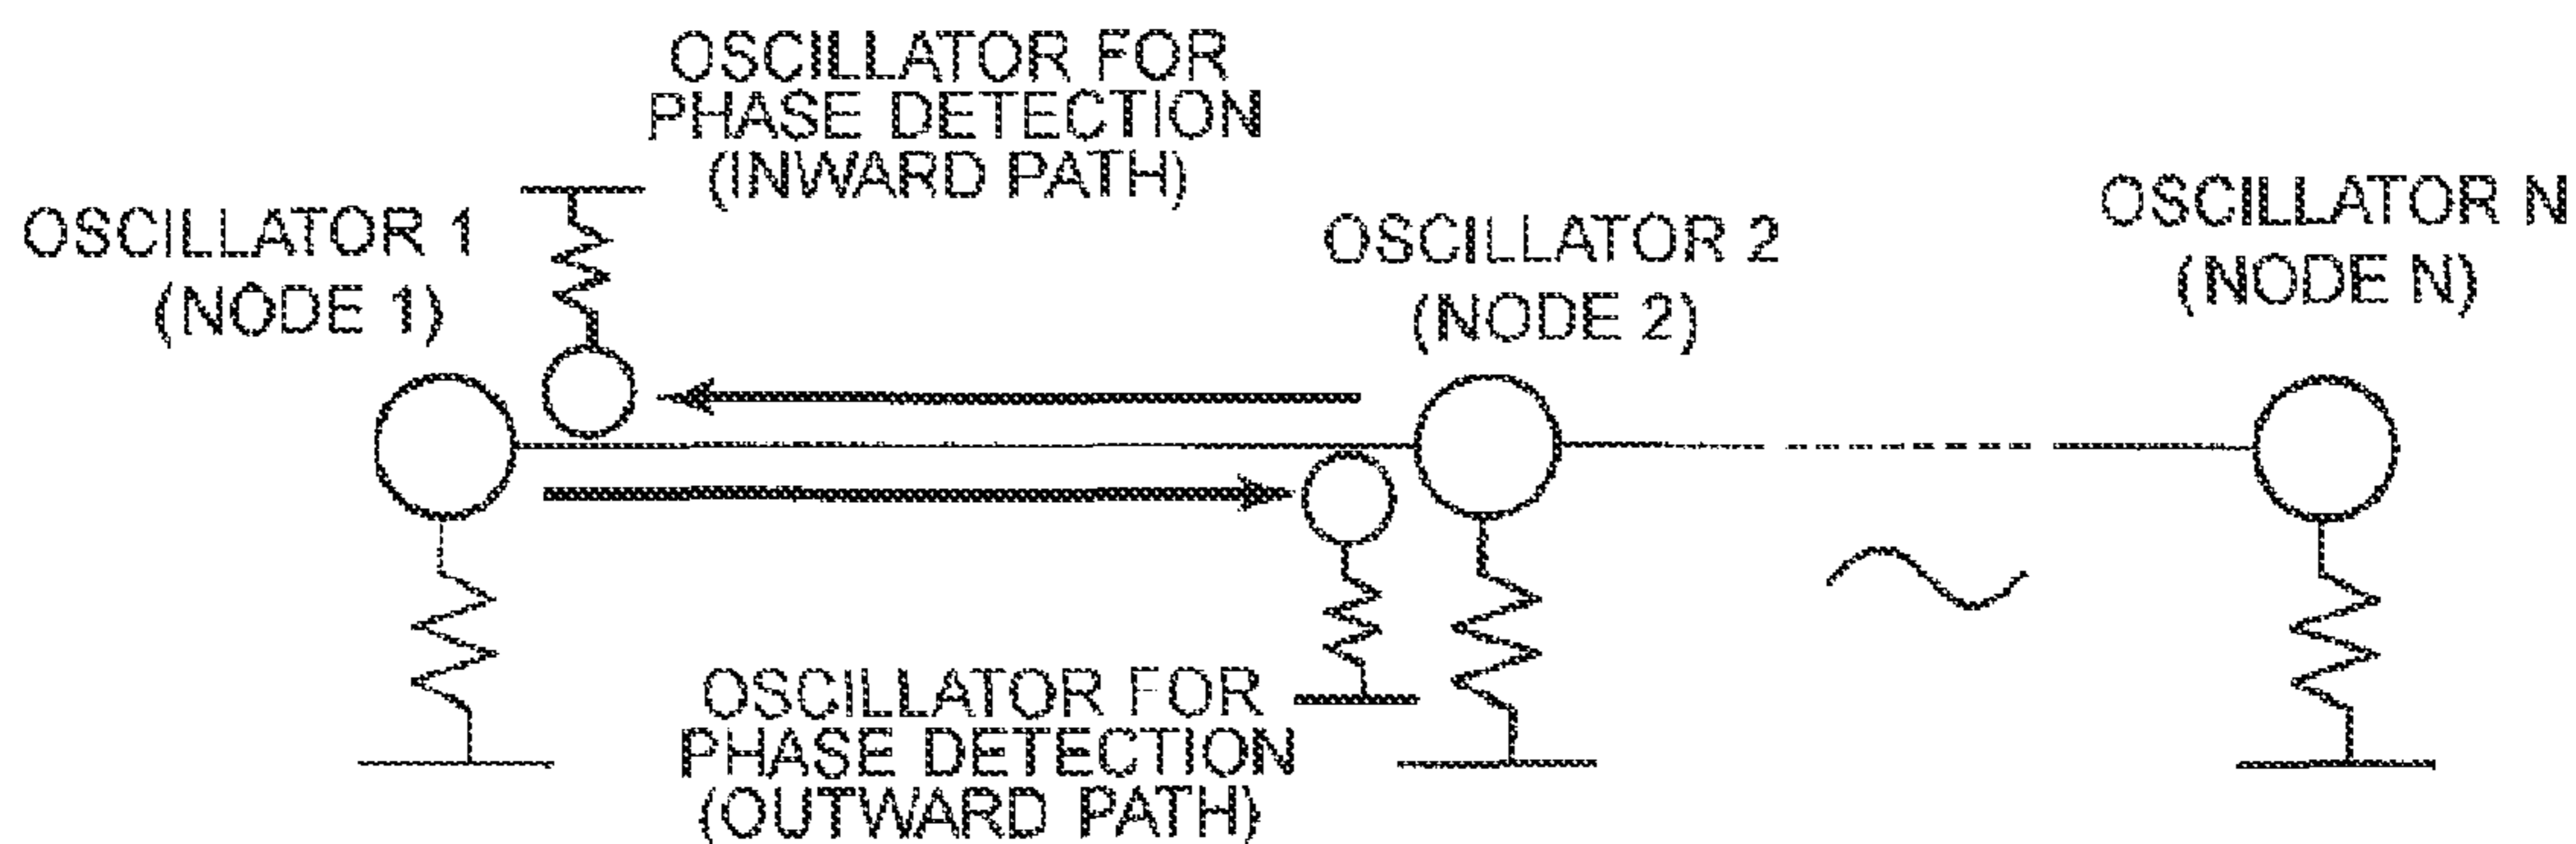 OSCILLATOR FOR
PHASE DETECTION
(INWARD PATH)
OSCILLATOR 1
(NODE 1)
OSCILLATOR 2
(NODE 2)
OSCILLATOR N
(NODE N)
OSCILLATOR FOR
PHASE DETECTION
(OUTWARD PATH)